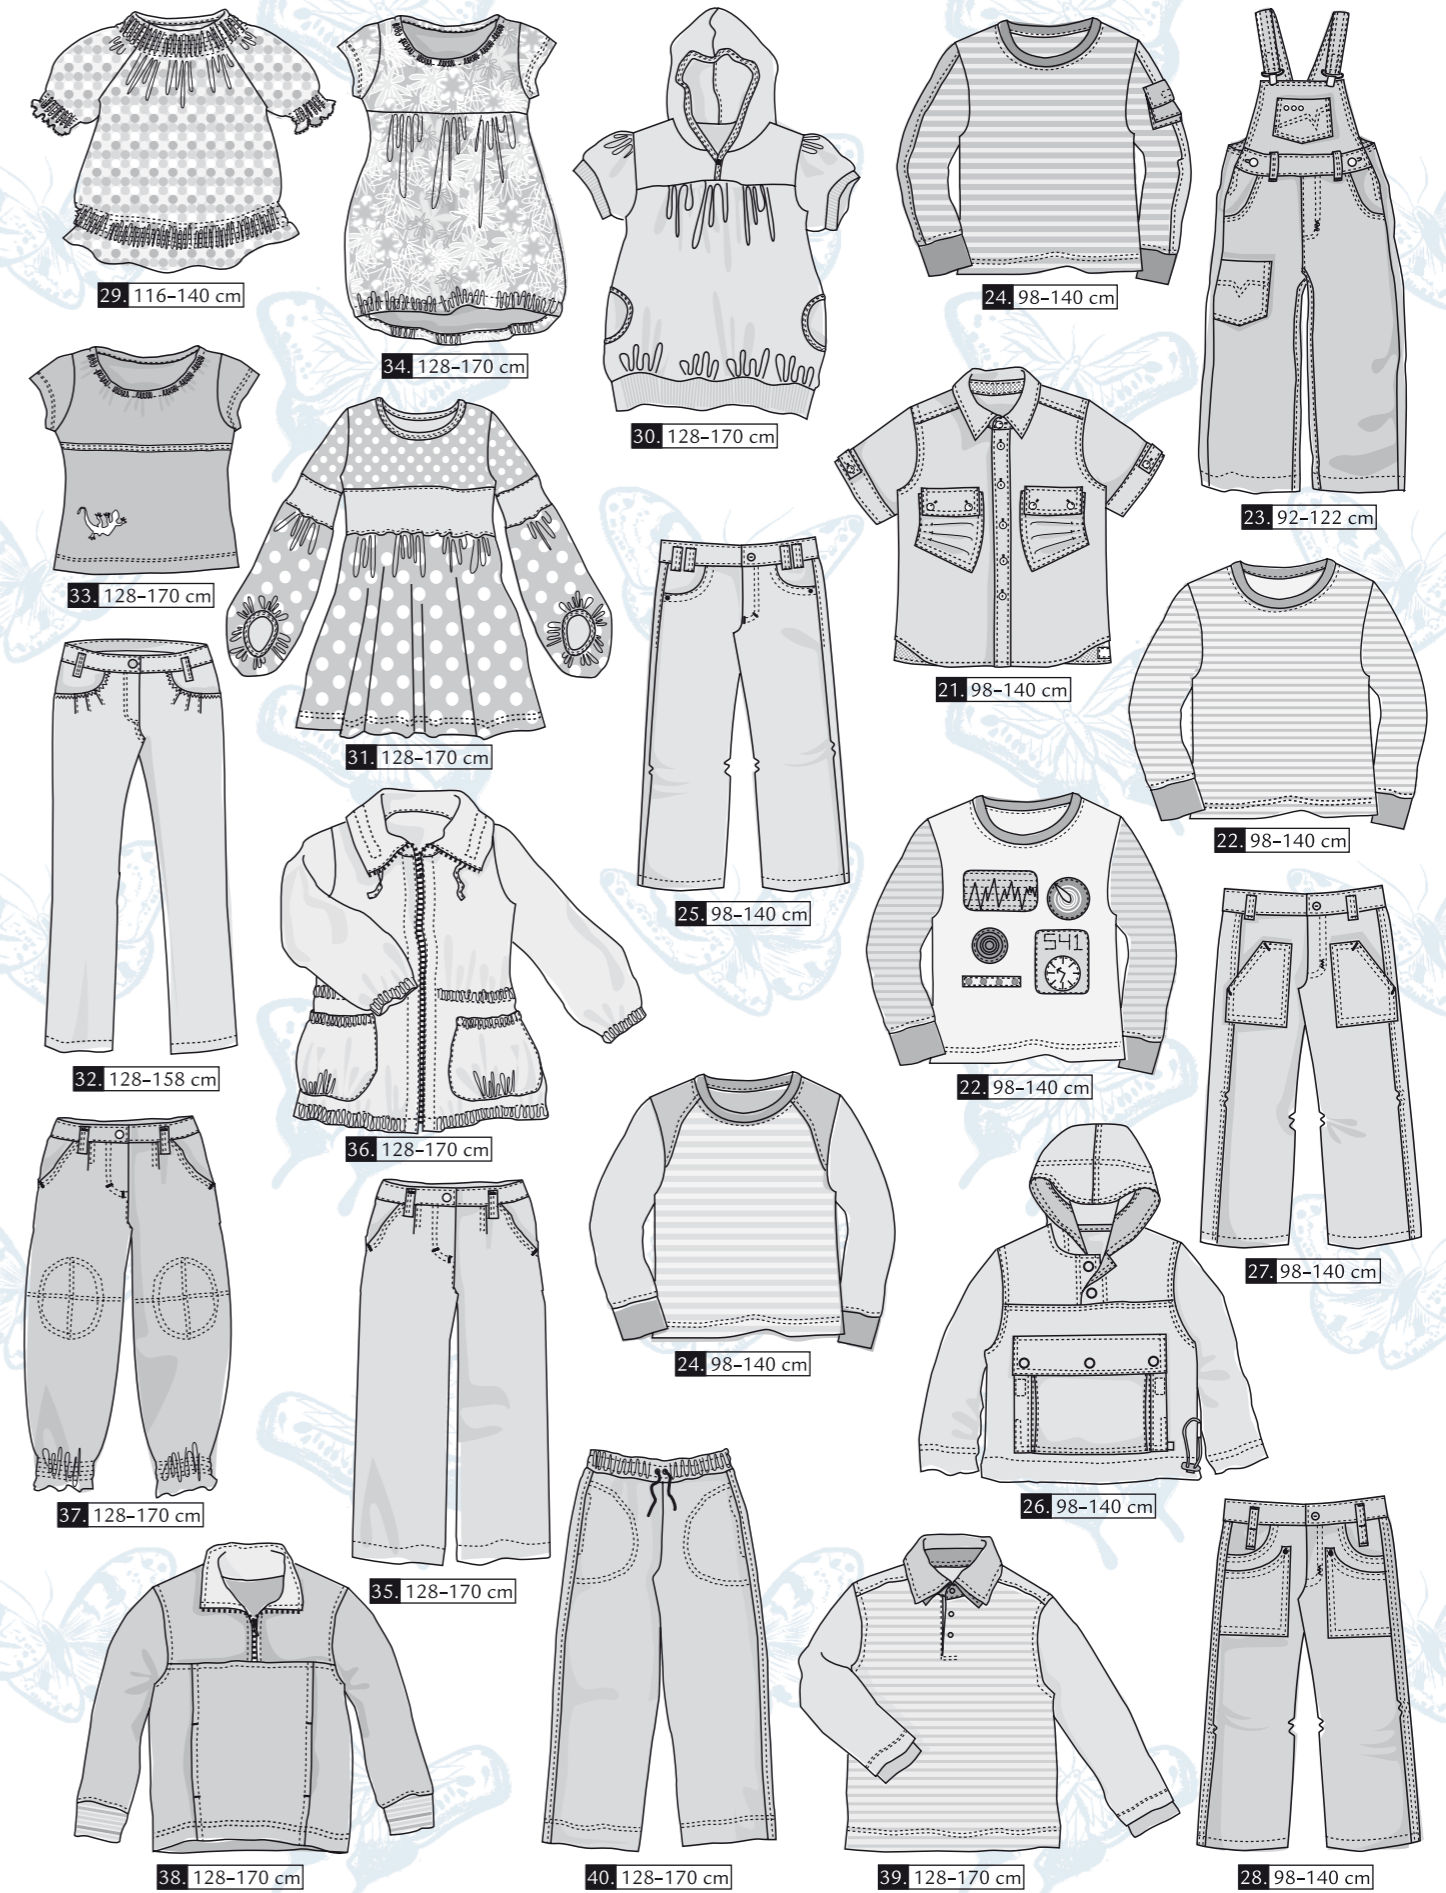 29. 116–140 cm
34. 128–170 cm
30. 128–170 cm
24. 98–140 cm
23. 92–122 cm
33. 128–170 cm
31. 128–170 cm
25. 98–140 cm
21. 98–140 cm
22. 98–140 cm
541
22. 98–140 cm
32. 128–158 cm
36. 128–170 cm
27. 98–140 cm
24. 98–140 cm
26. 98–140 cm
37. 128–170 cm
35. 128–170 cm
38. 128–170 cm
40. 128–170 cm
39. 128–170 cm
28. 98–140 cm